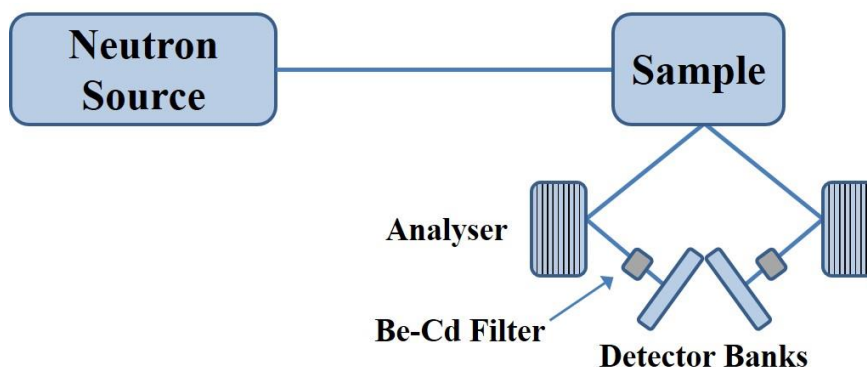 Neutron
Source
Sample
Analyser
Be-Cd Filter
Detector Banks